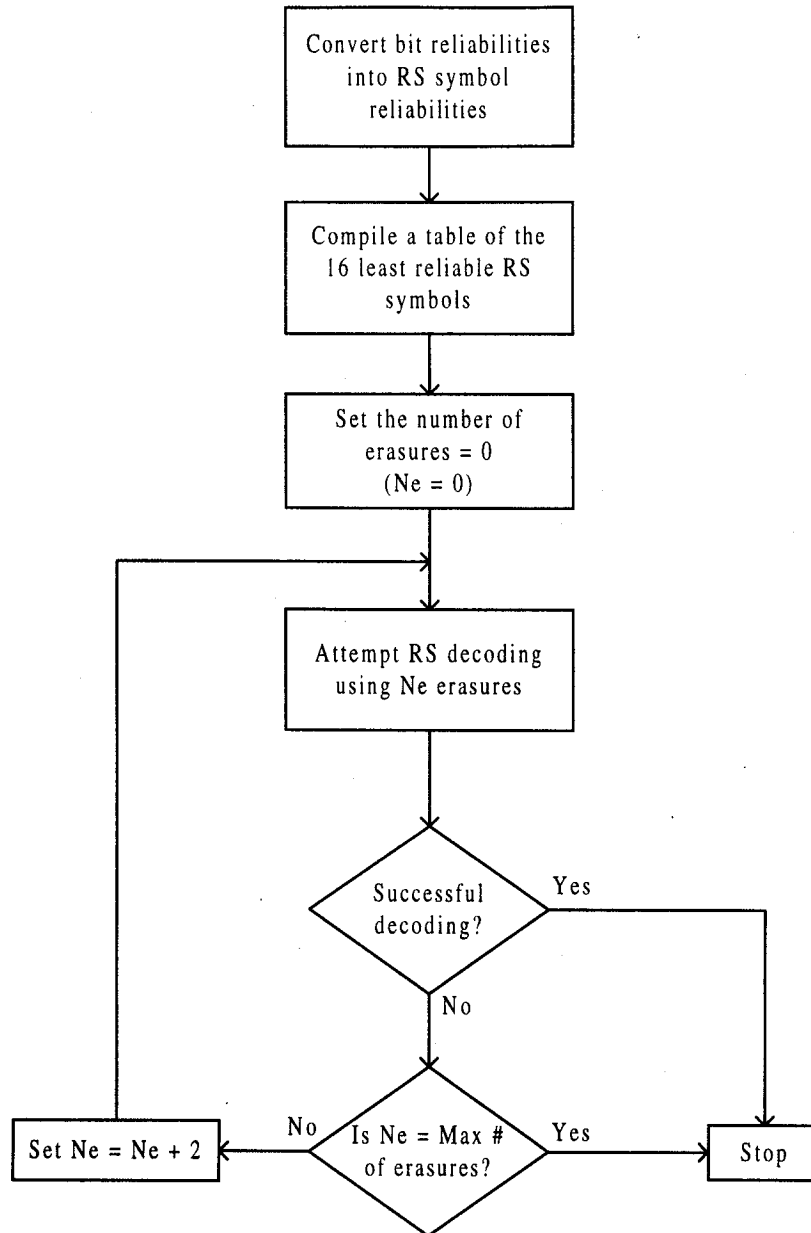 Convert bit reliabilities
into RS symbol
reliabilities
Compile a table of the
16 least reliable RS
symbols
Set the number of
erasures = 0
(Ne = 0)
Attempt RS decoding
using Ne erasures
Successful
decoding?
Yes
No
Is Ne = Max #
of erasures?
No
Yes
Set Ne = Ne + 2
Stop